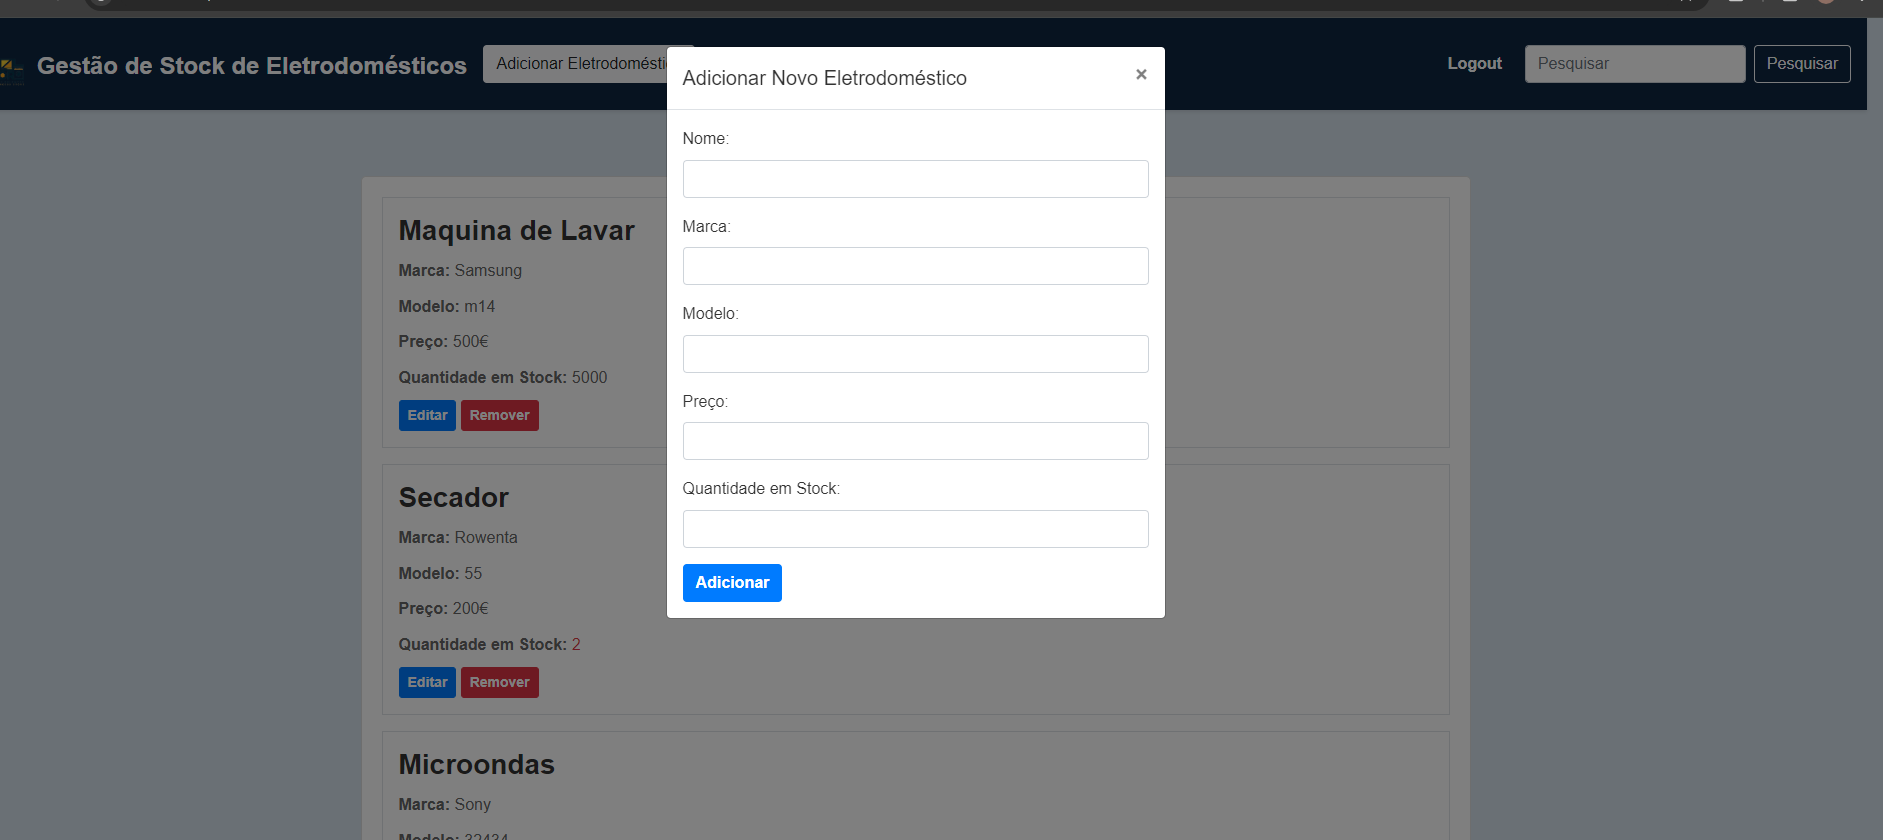 Gestão de Stock de Eletrodomésticos
Adicionar
Logout
Pesquisar
Pesquisar
Adicionar Novo Eletrodoméstico
×
Nome:
Marca:
Modelo:
Preço:
Quantidade em Stock:
Adicionar
Maquina de Lavar
Marca: Samsung
Modelo: m14
Preço: 500€
Quantidade em Stock: 5000
Editar Remover
Secador
Marca: Rowenta
Modelo: 55
Preço: 200€
Quantidade em Stock: 2
Editar Remover
Microondas
Marca: Sony
Modelo: 32434